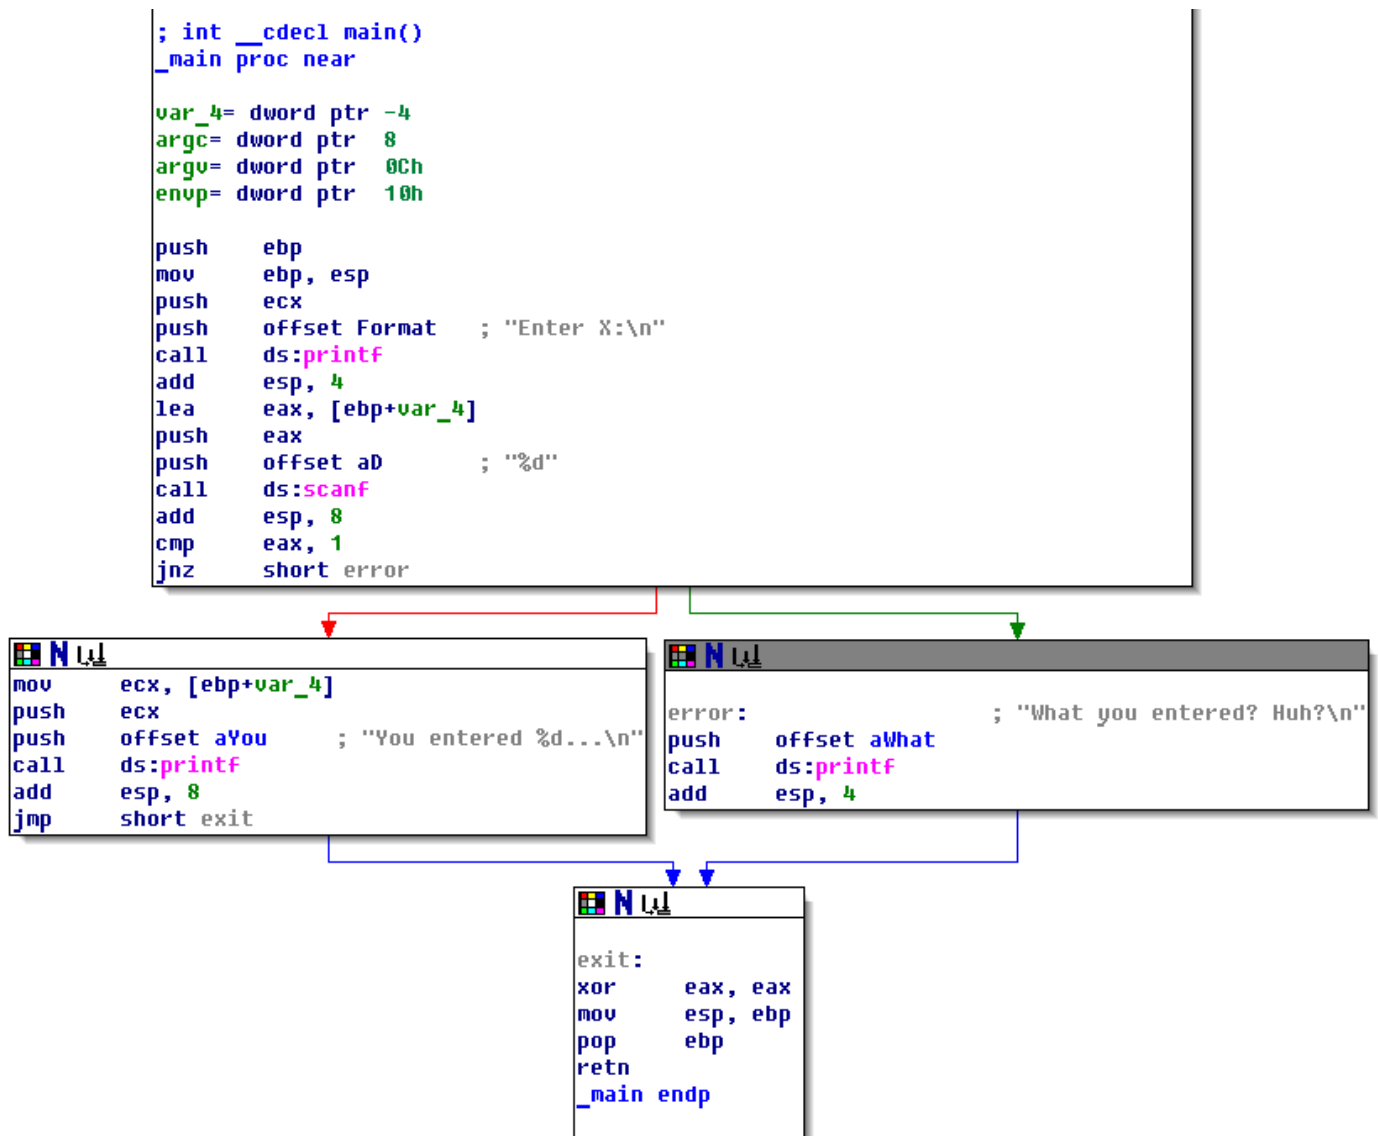 ; int __cdecl main()
_main proc near
var_4= dword ptr -4
argc= dword ptr  8
argv= dword ptr  0Ch
envp= dword ptr  10h
push    ebp
mov     ebp, esp
push    ecx
push    offset Format   ; "Enter X:\n"
call    ds:printf
add     esp, 4
lea     eax, [ebp+var_4]
push    eax
push    offset aD       ; "%d"
call    ds:scanf
add     esp, 8
cmp     eax, 1
jnz     short error
mov     ecx, [ebp+var_4]
push    ecx
push    offset aYou     ; "You entered %d...\n"
call    ds:printf
add     esp, 8
jmp     short exit
error:                  ; "What you entered? Huh?\n"
push    offset aWhat
call    ds:printf
add     esp, 4
exit:
xor     eax, eax
mov     esp, ebp
pop     ebp
retn
_main endp